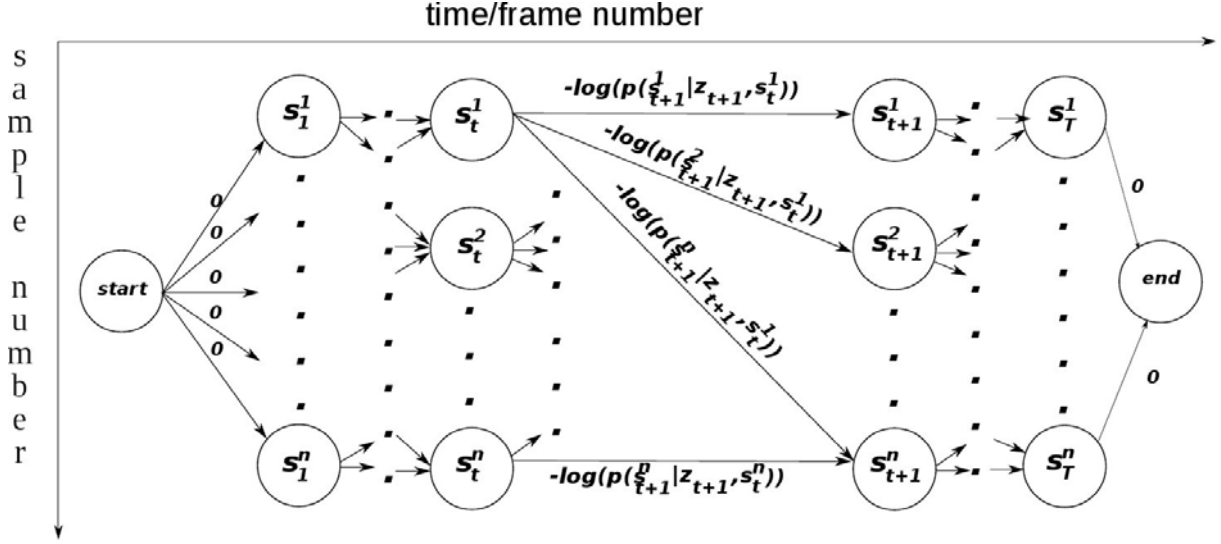 time/frame number
sample number
start
0
0
0
0
0
s_1^1
s_1^n
s_t^1
s_t^2
s_t^n
-log(p(s_{t+1}^1|z_{t+1},s_t^1))
-log(p(s_{t+1}^2|z_{t+1},s_t^1))
-log(p(s_{t+1}^n|z_{t+1},s_t^1))
-log(p(s_{t+1}^n|z_{t+1},s_t^n))
s_{t+1}^1
s_{t+1}^2
s_{t+1}^n
s_T^1
s_T^n
0
end
0